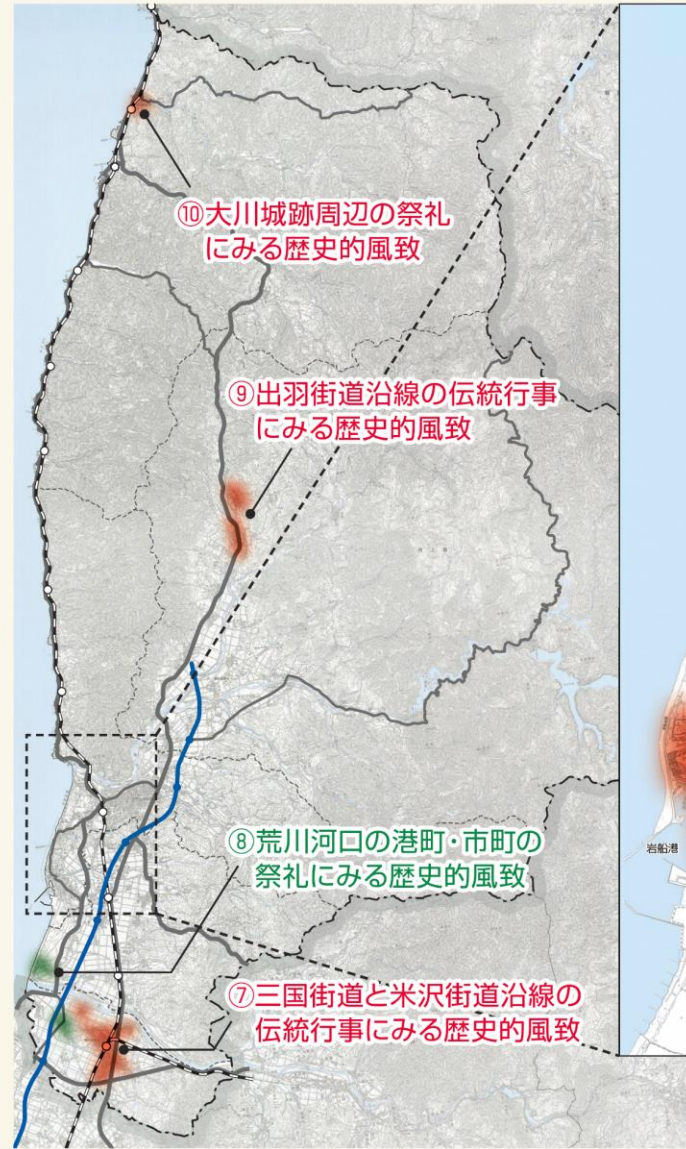 ⑩大川城跡周辺の祭礼
にみる歴史的風致
⑨出羽街道沿線の伝統行事
にみる歴史的風致
⑧荒川河口の港町・市町の
祭礼にみる歴史的風致
⑦三国街道と米沢街道沿線の
伝統行事にみる歴史的風致
岩船港